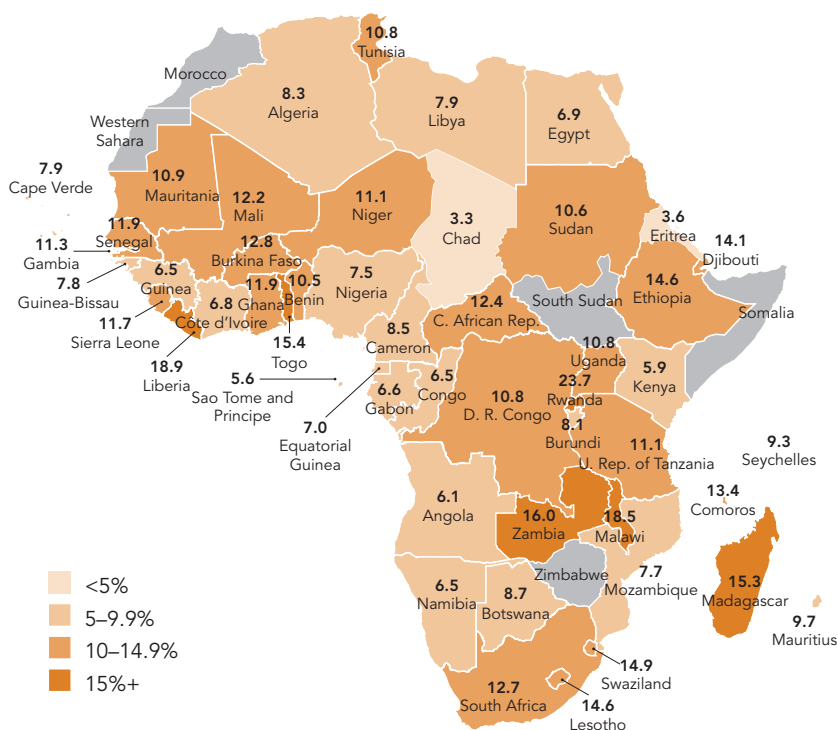 10.8
Tunisia
Morocco
8.3
Algeria
7.9
Libya
6.9
Egypt
Western
Sahara
7.9
Cape Verde
10.9
Mauritania
12.2
Mali
11.1
Niger
3.3
Chad
10.6
Sudan
3.6
Eritrea
14.1
Djibouti
11.9
Senegal
11.3
Gambia
12.8
Burkina Faso
7.8
Guinea-Bissau
6.5
Guinea
11.9
Ghana
10.5
Benin
7.5
Nigeria
14.6
Ethiopia
South Sudan
Somalia
6.8
Côte d'Ivoire
11.7
Sierra Leone
12.4
C. African Rep.
8.5
Cameron
15.4
Togo
18.9
Liberia
5.6
Sao Tome and
Principe
6.6
Gabon
6.5
Congo
10.8
D. R. Congo
10.8
Uganda
23.7
Rwanda
5.9
Kenya
7.0
Equatorial
Guinea
8.1
Burundi
11.1
U. Rep. of Tanzania
9.3
Seychelles
13.4
Comoros
6.1
Angola
16.0
Zambia
18.5
Malawi
Zimbabwe
7.7
Mozambique
15.3
Madagascar
9.7
Mauritius
6.5
Namibia
8.7
Botswana
14.9
Swaziland
12.7
South Africa
14.6
Lesotho
<5%
5–9.9%
10–14.9%
15%+